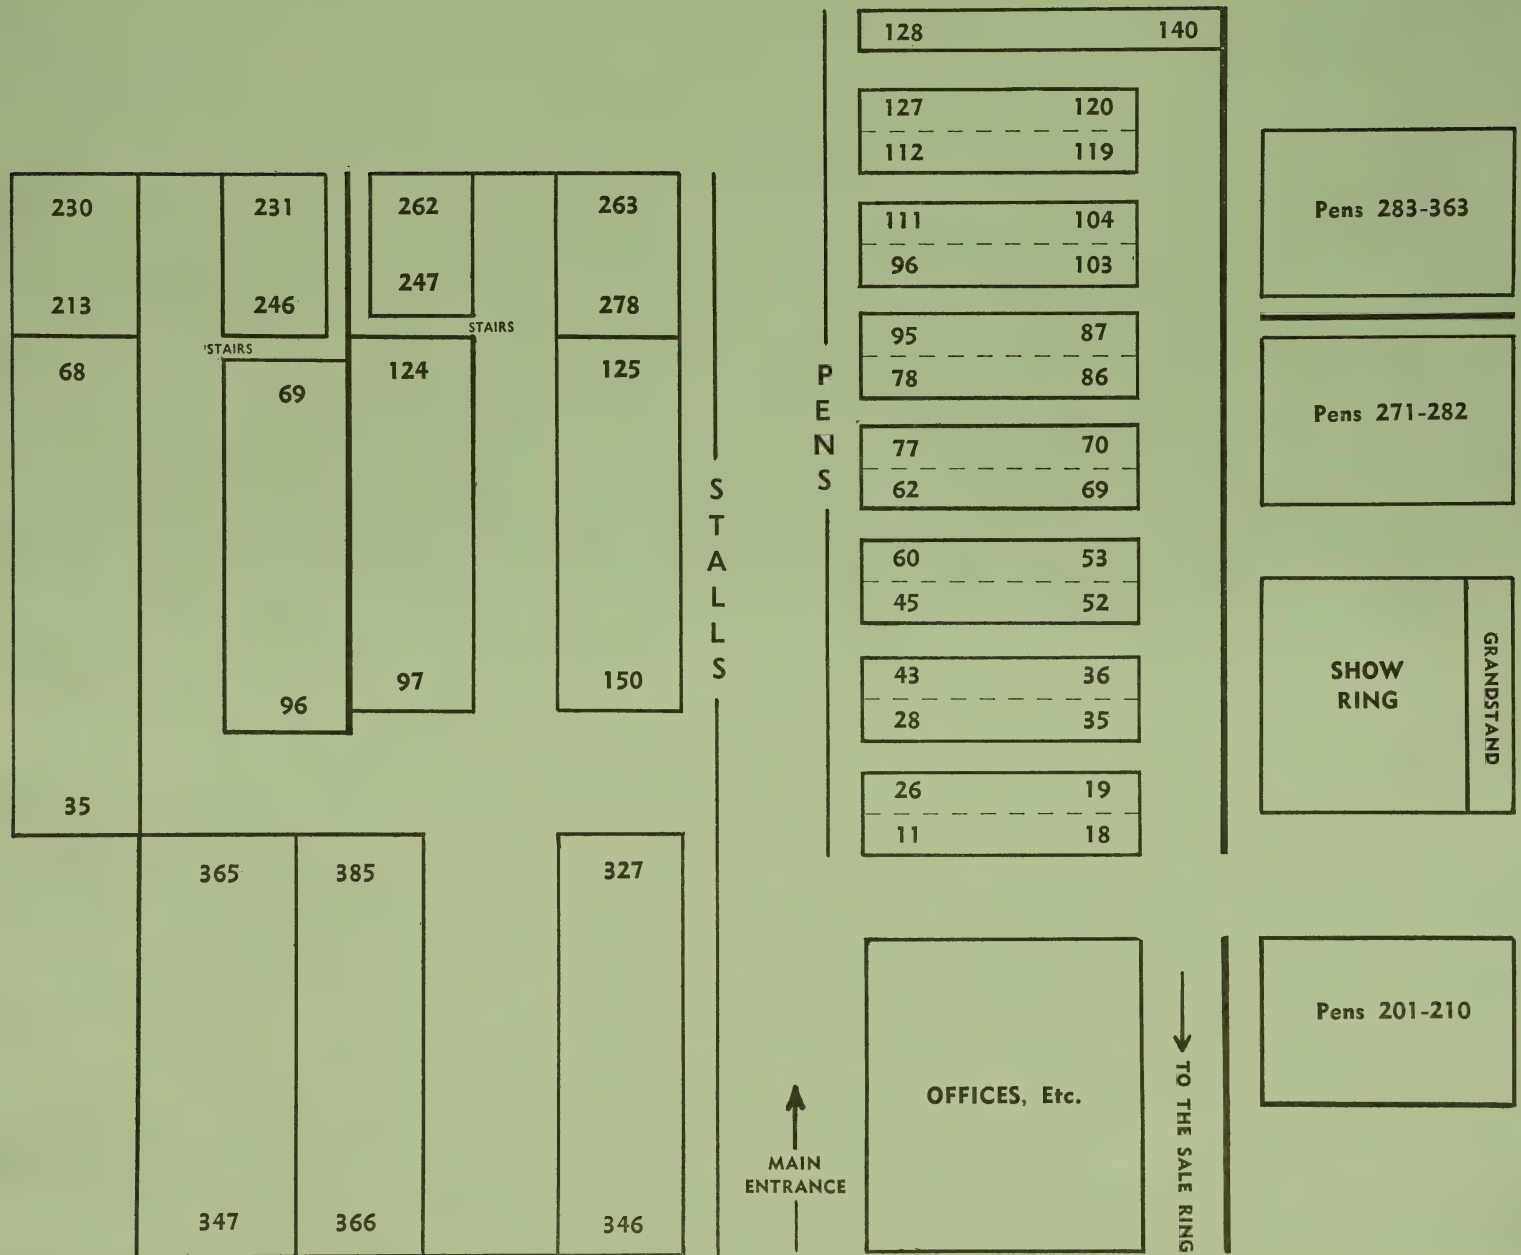 128 140
127 120
112 119
111 104
96 103
95 87
78 86
77 70
62 69
60 53
45 52
43 36
28 35
26 19
11 18
230 231 262 263
213 246 247 278
STAIRS
STAIRS
68 69 124 125
35 96 97 150
365 385 327
347 366 346
STALLS
PENS
Pens 283-363
Pens 271-282
SHOW
RING
GRANDSTAND
Pens 201-210
OFFICES, Etc.
MAIN
ENTRANCE
TO THE SALE RING